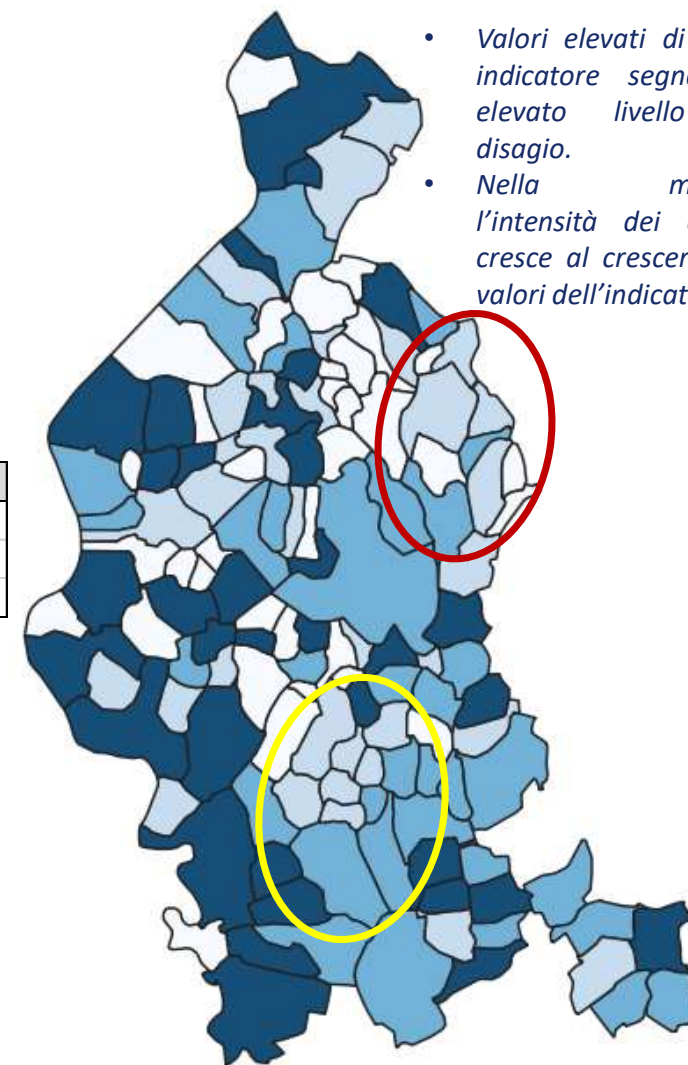 • Valori elevati di
indicatore segn
elevato livello
disagio.
• Nella m
l'intensità dei
cresce al crescer
valori dell'indicat